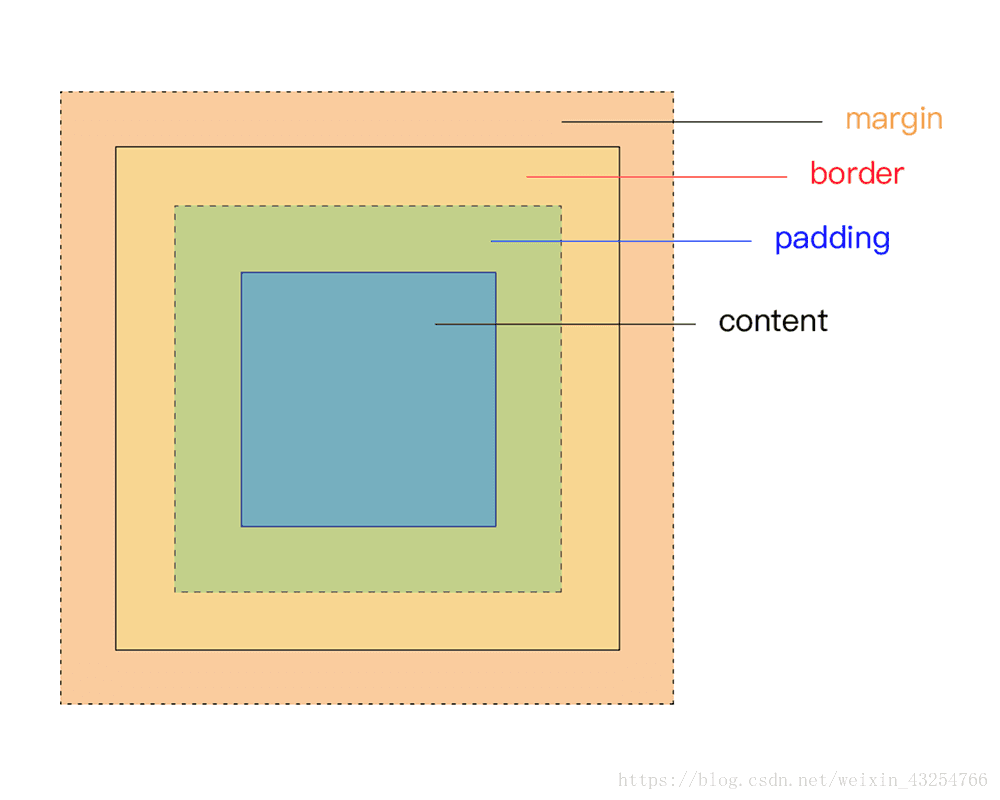 margin
border
padding
content
https://blog.csdn.net/weixin_43254766